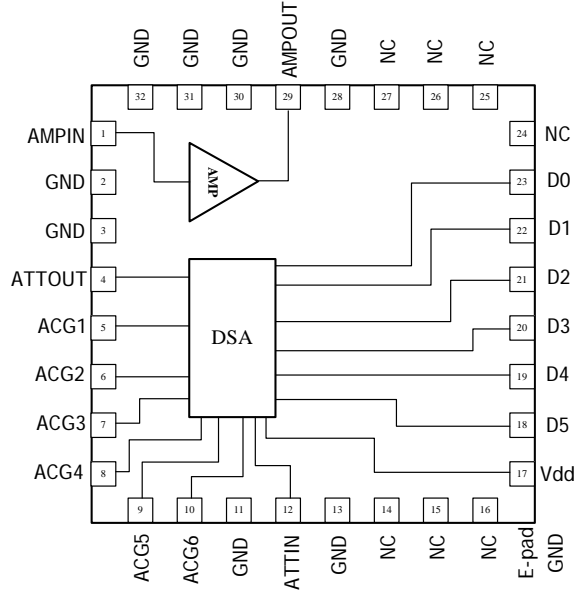 GND
GND
GND
AMPOUT
GND
NC
NC
NC
32
31
30
29
28
27
26
25
AMPIN
1
24
NC
AMP
GND
2
23
D0
GND
3
22
D1
ATTOUT
4
21
D2
ACG1
5
DSA
20
D3
ACG2
6
19
D4
ACG3
7
18
D5
ACG4
8
17
Vdd
9
10
11
12
13
14
15
16
ACG5
ACG6
GND
ATTIN
GND
NC
NC
NC
E-pad
GND